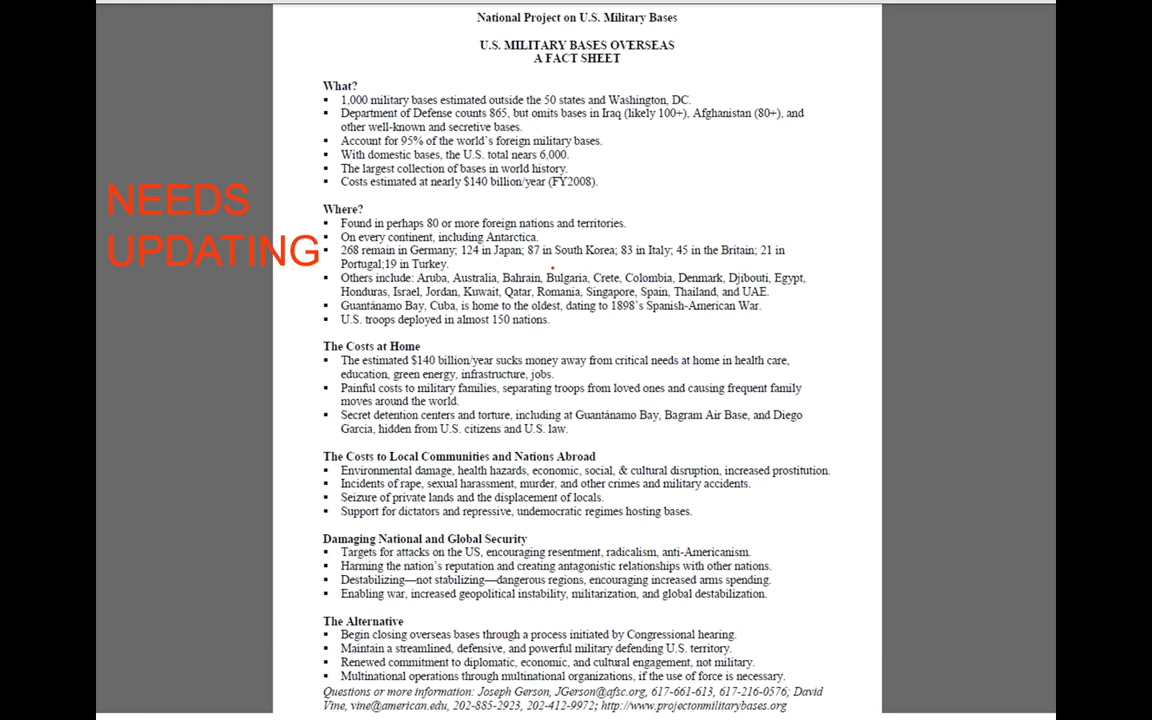 National Project on U.S. Military Bases
U.S. MILITARY BASES OVERSEAS
A FACT SHEET
What?
▪ 1,000 military bases estimated outside the 50 states and Washington, DC.
▪ Department of Defense counts 865, but omits bases in Iraq (likely 100+), Afghanistan (80+), and
other well-known and secretive bases.
▪ Account for 95% of the world's foreign military bases.
▪ With domestic bases, the U.S. total nears 6,000.
▪ The largest collection of bases in world history.
▪ Costs estimated at nearly $140 billion/year (FY2008).
NEEDS
UPDATING
Where?
▪ Found in perhaps 80 or more foreign nations and territories.
▪ On every continent, including Antarctica.
▪ 268 remain in Germany; 124 in Japan; 87 in South Korea; 83 in Italy; 45 in the Britain; 21 in
Portugal;19 in Turkey.
▪ Others include: Aruba, Australia, Bahrain, Bulgaria, Crete, Colombia, Denmark, Djibouti, Egypt,
Honduras, Israel, Jordan, Kuwait, Qatar, Romania, Singapore, Spain, Thailand, and UAE.
▪ Guantánamo Bay, Cuba, is home to the oldest, dating to 1898's Spanish-American War.
▪ U.S. troops deployed in almost 150 nations.
The Costs at Home
▪ The estimated $140 billion/year sucks money away from critical needs at home in health care,
education, green energy, infrastructure, jobs.
▪ Painful costs to military families, separating troops from loved ones and causing frequent family
moves around the world.
▪ Secret detention centers and torture, including at Guantánamo Bay, Bagram Air Base, and Diego
Garcia, hidden from U.S. citizens and U.S. law.
The Costs to Local Communities and Nations Abroad
▪ Environmental damage, health hazards, economic, social, & cultural disruption, increased prostitution.
▪ Incidents of rape, sexual harassment, murder, and other crimes and military accidents.
▪ Seizure of private lands and the displacement of locals.
▪ Support for dictators and repressive, undemocratic regimes hosting bases.
Damaging National and Global Security
▪ Targets for attacks on the US, encouraging resentment, radicalism, anti-Americanism.
▪ Harming the nation's reputation and creating antagonistic relationships with other nations.
▪ Destabilizing—not stabilizing—dangerous regions, encouraging increased arms spending.
▪ Enabling war, increased geopolitical instability, militarization, and global destabilization.
The Alternative
▪ Begin closing overseas bases through a process initiated by Congressional hearing.
▪ Maintain a streamlined, defensive, and powerful military defending U.S. territory.
▪ Renewed commitment to diplomatic, economic, and cultural engagement, not military.
▪ Multinational operations through multinational organizations, if the use of force is necessary.
Questions or more information: Joseph Gerson, JGerson@afsc.org, 617-661-613, 617-216-0576; David
Vine, vine@american.edu, 202-885-2923, 202-412-9972; http://www.projectonmilitarybases.org